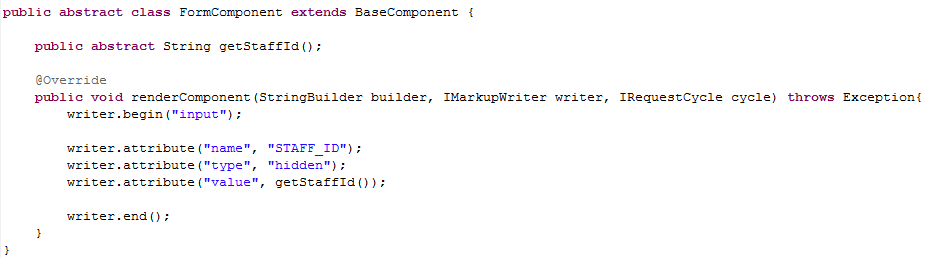 public abstract class FormComponent extends BaseComponent {
public abstract String getStaffId();
@Override
public void renderComponent(StringBuilder builder, IMarkupWriter writer, IRequestCycle cycle) throws Exception{
writer.begin("input");
writer.attribute("name", "STAFF_ID");
writer.attribute("type", "hidden");
writer.attribute("value", getStaffId());
writer.end();
}
}